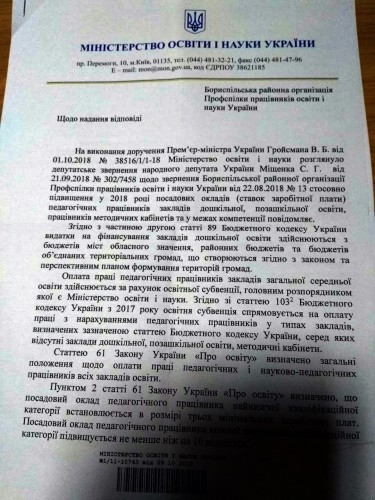 МІНІСТЕРСТВО ОСВІТИ І НАУКИ УКРАЇНИ
пр. Перемоги, 10, м.Київ, 01135, тел. (044) 481-32-21, факс (044) 481-47-96
E – mail: mon@mon.gov.ua, код ЄДРПОУ 38621185
Бориспільська районна організація
Профспілки працівників освіти і
науки України
Щодо надання відповіді
На виконання доручення Прем'єр-міністра України Гройсмана В. Б. від
01.10.2018 № 38516/1/1-18 Міністерство освіти і науки розглянуло
депутатське звернення народного депутата України Міщенка С. Г. від
21.09.2018 № 302/7458 щодо звернення Бориспільської районної організації
Профспілки працівників освіти і науки України від 22.08.2018 № 13 стосовно
підвищення у 2018 році посадових окладів (ставок заробітної плати)
педагогічних працівників закладів дошкільної, позашкільної освіти,
працівників методичних кабінетів та у межах компетенції повідомляє.
Згідно з частиною другою статті 89 Бюджетного кодексу України
видатки на фінансування закладів дошкільної освіти здійснюються з
бюджетів міст обласного значення, районних бюджетів та бюджетів
об'єднаних територіальних громад, що створюються згідно з законом та
перспективним планом формування територій громад.
Оплата праці педагогічних працівників закладів загальної середньої
освіти здійснюється за рахунок освітньої субвенції, головним розпорядником
якої є Міністерство освіти і науки. Згідно зі статтею 103² Бюджетного
кодексу України з 2017 року освітня субвенція спрямовується на оплату
праці з нарахуваннями педагогічних працівників у типах закладів,
визначених зазначеною статтею Бюджетного кодексу України, серед яких
відсутні заклади дошкільної, позашкільної освіти, методичні кабінети.
Статтею 61 Закону України «Про освіту» визначено загальні
положення щодо оплати праці педагогічних і науково-педагогічних
працівників всіх закладів освіти.
Пунктом 2 статті 61 Закону України «Про освіту» визначено, що
посадовий оклад педагогічного працівника найнижчої кваліфікаційної
категорії встановлюється в розмірі трьох мінімальних заробітних плат.
Посадовий оклад педагогічного працівника кожної наступної кваліфікаційної
категорії підвищується не менше ніж на 10
МІНІСТЕРСТВО ОСВІТИ І НАУКИ УКРАЇНИ